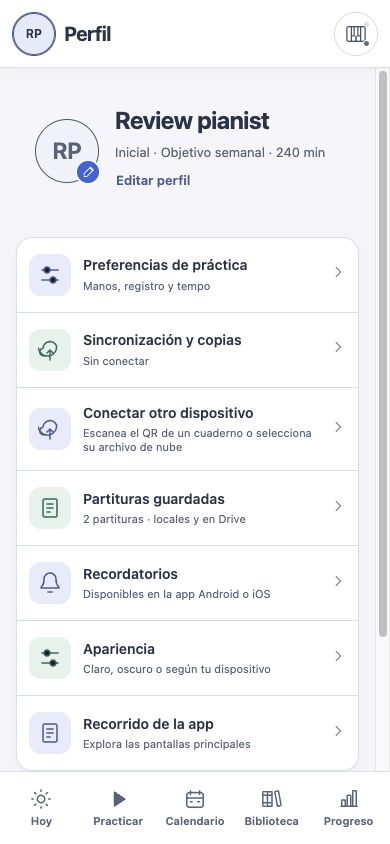 RP Perfil
RP
Review pianist
Inicial · Objetivo semanal · 240 min
Editar perfil
Preferencias de práctica
Manos, registro y tempo
Sincronización y copias
Sin conectar
Conectar otro dispositivo
Escanea el QR de un cuaderno o selecciona
su archivo de nube
Partituras guardadas
2 partituras · locales y en Drive
Recordatorios
Disponibles en la app Android o iOS
Apariencia
Claro, oscuro o según tu dispositivo
Recorrido de la app
Explora las pantallas principales
Hoy Practicar Calendario Biblioteca Progreso